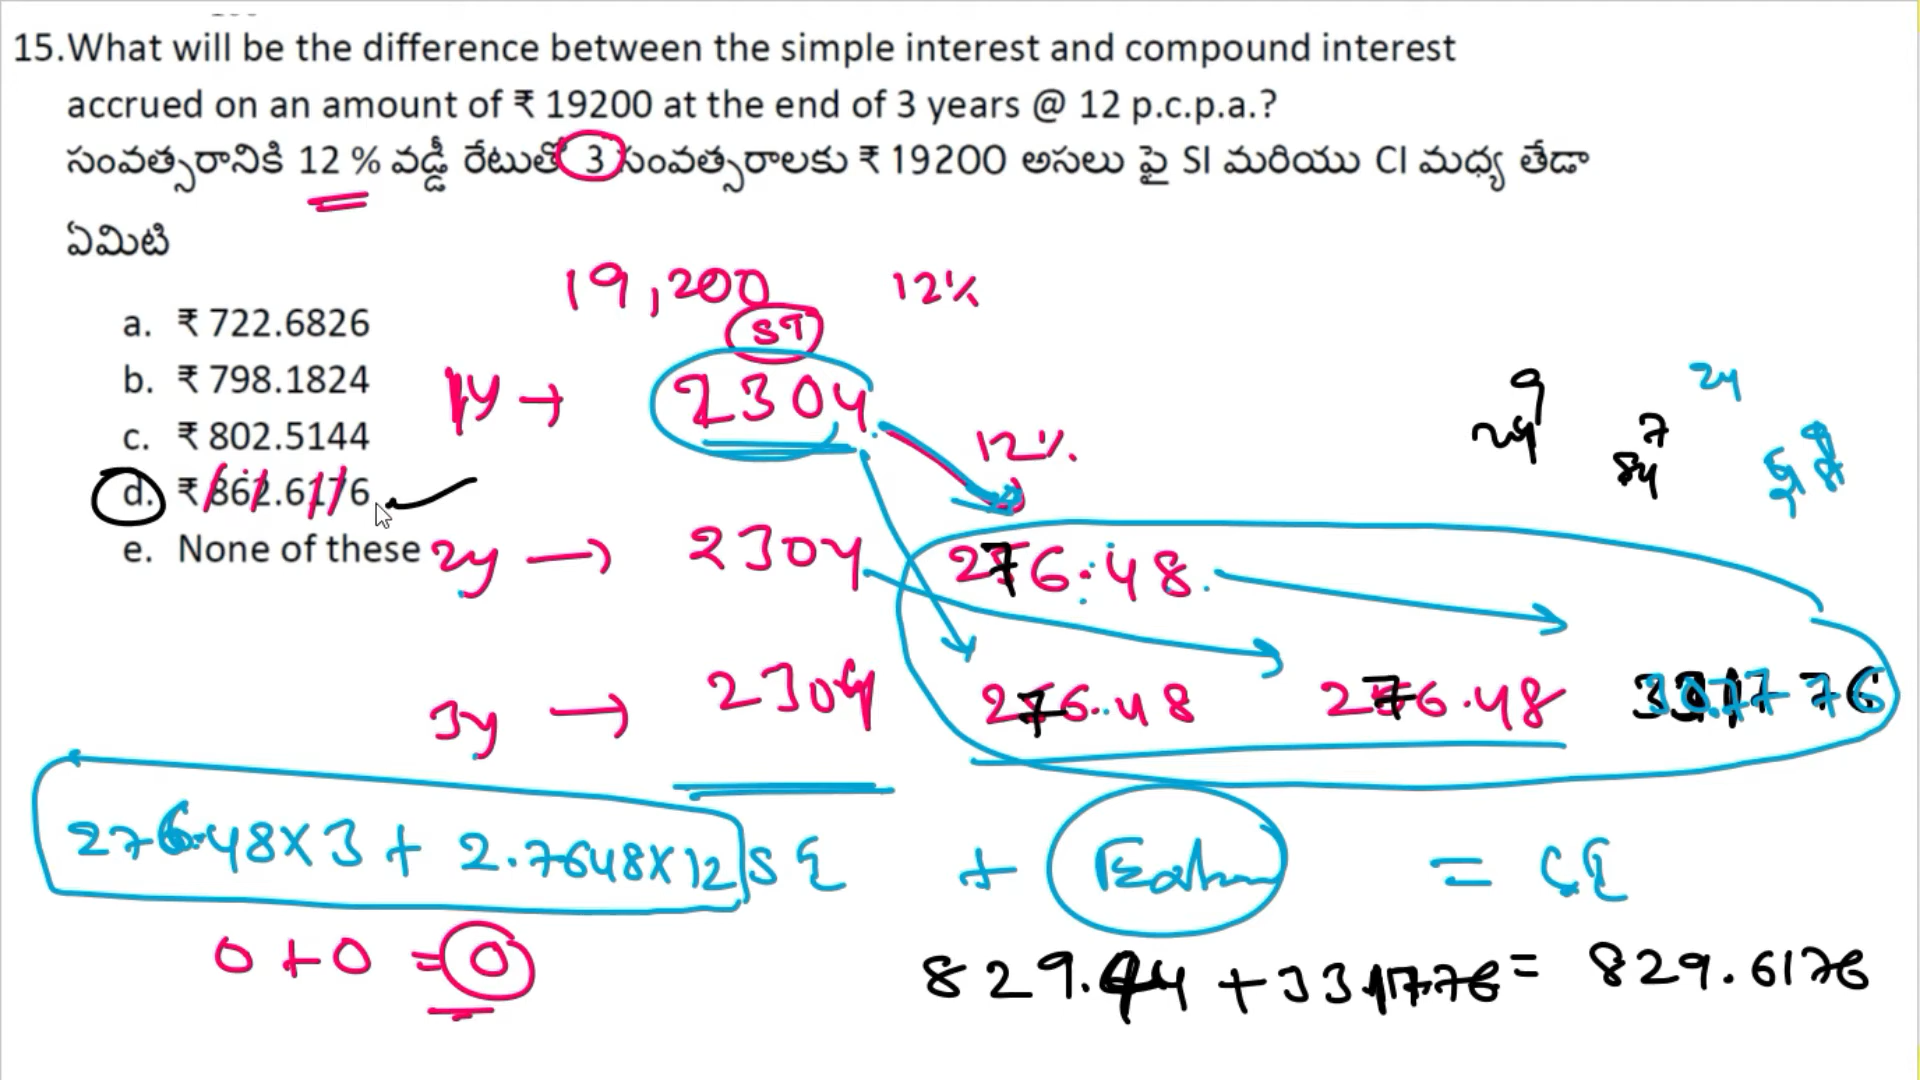 15.What will be the difference between the simple interest and compound interest
accrued on an amount of ₹ 19200 at the end of 3 years @ 12 p.c.p.a.?
సంవత్సరానికి 12 % వడ్డీ రేటుతో 3 సంవత్సరాలకు ₹ 19200 అసలు పై SI మరియు CI మధ్య తేడా
ఏమిటి
19,200 12%
a. ₹ 722.6826
SI
b. ₹ 798.1824
1y → 2304
c. ₹ 802.5144
12%
d. ₹ 862.6176
e. None of these
2y → 2304 276.48
3y → 2304 276.48 276.48 33.1776
276.48×3 + 2.7648×12
SI + = CI
0 + 0 = 0
829.44 + 33.1776 = 829.6176